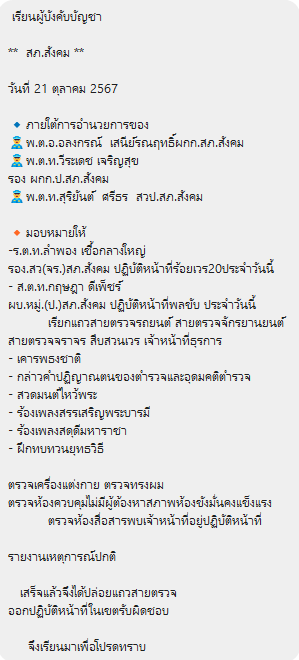 เรียนผู้บังคับบัญชา
** สภ.สังคม **
วันที่ 21 ตุลาคม 2567
🔹ภายใต้การอำนวยการของ
👮พ.ต.อ.อลงกรณ์ เสนีย์รณฤทธิ์ผกก.สภ.สังคม
👮พ.ต.ท.วีระเดช เจริญสุข
รอง ผกก.ป.สภ.สังคม
👮พ.ต.ท.สุริยันต์ ศรีธร สวป.สภ.สังคม
🔸มอบหมายให้
-ร.ต.ท.ลำพอง เชื้อกลางใหญ่
รอง.สว(จร.)สภ.สังคม ปฏิบัติหน้าที่ร้อยเวร20ประจำวันนี้
- ส.ต.ท.กฤษฎา ดีเพ็ชร์
ผบ.หมู่.(ป.)สภ.สังคม ปฏิบัติหน้าที่พลขับ ประจำวันนี้
เรียกแถวสายตรวจรถยนต์ สายตรวจจักรยานยนต์
สายตรวจจราจร สืบสวนเวร เจ้าหน้าที่ธุรการ
- เคารพธงชาติ
- กล่าวคำปฏิญาณตนของตำรวจและอุดมคติตำรวจ
- สวดมนต์ไหว้พระ
- ร้องเพลงสรรเสริญพระบารมี
- ร้องเพลงสดุดีมหาราชา
- ฝึกทบทวนยุทธวิธี
ตรวจเครื่องแต่งกาย ตรวจทรงผม
ตรวจห้องควบคุมไม่มีผู้ต้องหาสภาพห้องขังมั่นคงแข็งแรง
ตรวจห้องสื่อสารพบเจ้าหน้าที่อยู่ปฏิบัติหน้าที่
รายงานเหตุการณ์ปกติ
เสร็จแล้วจึงได้ปล่อยแถวสายตรวจ
ออกปฏิบัติหน้าที่ในเขตรับผิดชอบ
จึงเรียนมาเพื่อโปรดทราบ